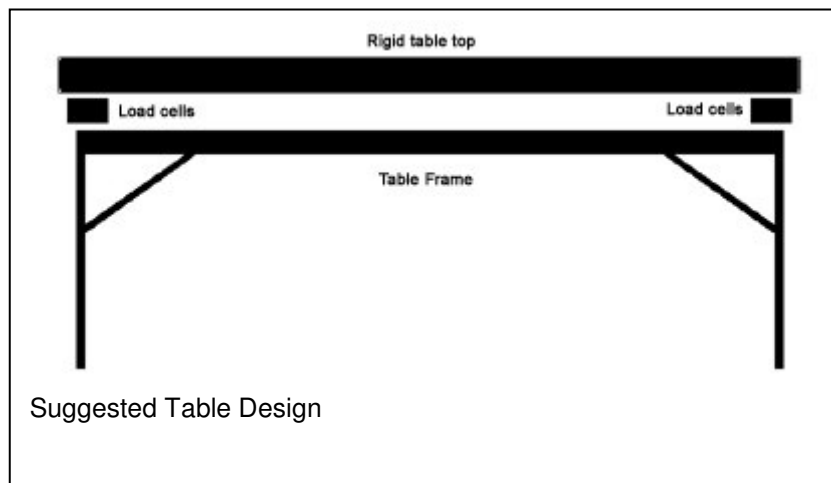 Rigid table top
Load cells
Load cells
Table Frame
Suggested Table Design